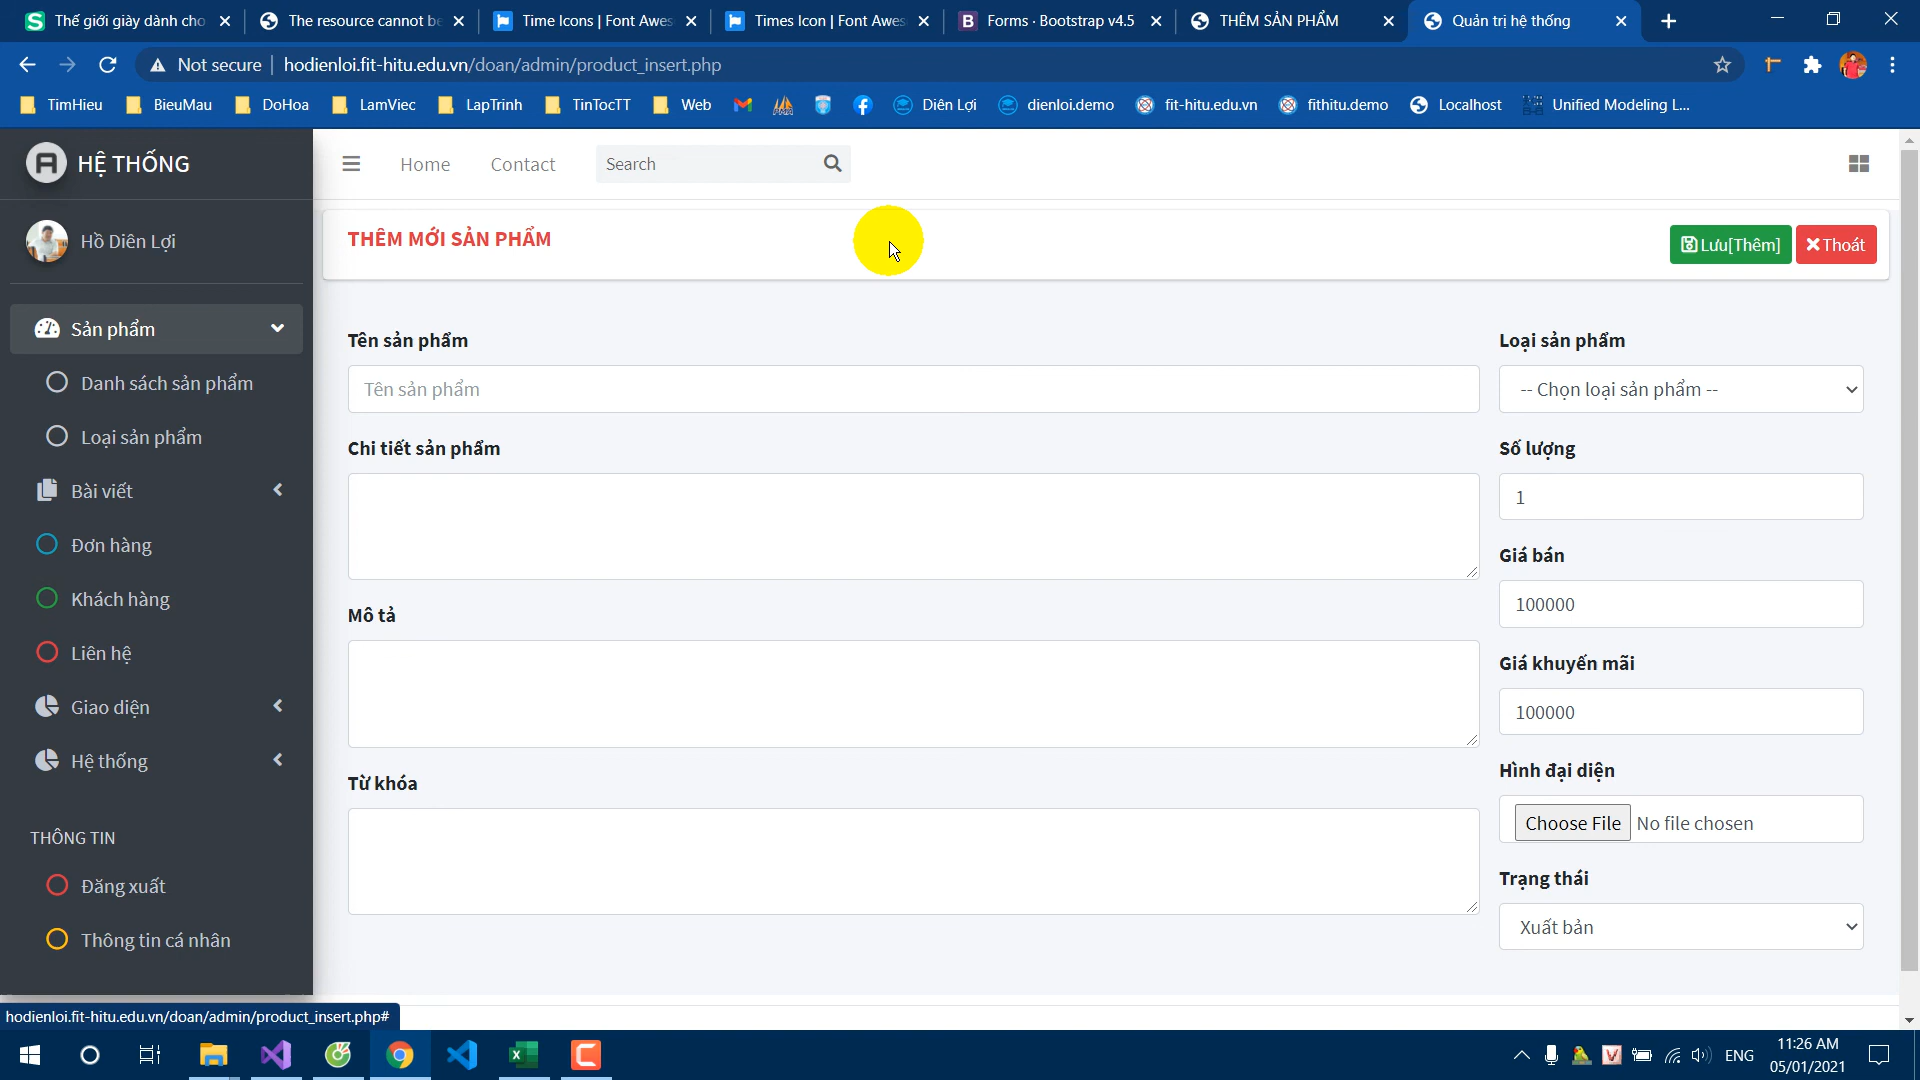 Thế giới giày dành cho
The resource cannot be
Time Icons | Font Awes
Times Icon | Font Awes
Forms · Bootstrap v4.5
THÊM SẢN PHẨM
Quản trị hệ thống
Not secure
hodienloi.fit-hitu.edu.vn/doan/admin/product_insert.php
TimHieu
BieuMau
DoHoa
LamViec
LapTrinh
TinTocTT
Web
Diên Lợi
dienloi.demo
fit-hitu.edu.vn
fithitu.demo
Localhost
Unified Modeling L...
HỆ THỐNG
Home
Contact
Search
Hồ Diên Lợi
THÊM MỚI SẢN PHẨM
Lưu[Thêm]
Thoát
Sản phẩm
Danh sách sản phẩm
Loại sản phẩm
Bài viết
Đơn hàng
Khách hàng
Liên hệ
Giao diện
Hệ thống
THÔNG TIN
Đăng xuất
Thông tin cá nhân
Tên sản phẩm
Tên sản phẩm
Chi tiết sản phẩm
Mô tả
Từ khóa
Loại sản phẩm
-- Chọn loại sản phẩm --
Số lượng
1
Giá bán
100000
Giá khuyến mãi
100000
Hình đại diện
Choose File No file chosen
Trạng thái
Xuất bản
hodienloi.fit-hitu.edu.vn/doan/admin/product_insert.php#
ENG
11:26 AM
05/01/2021